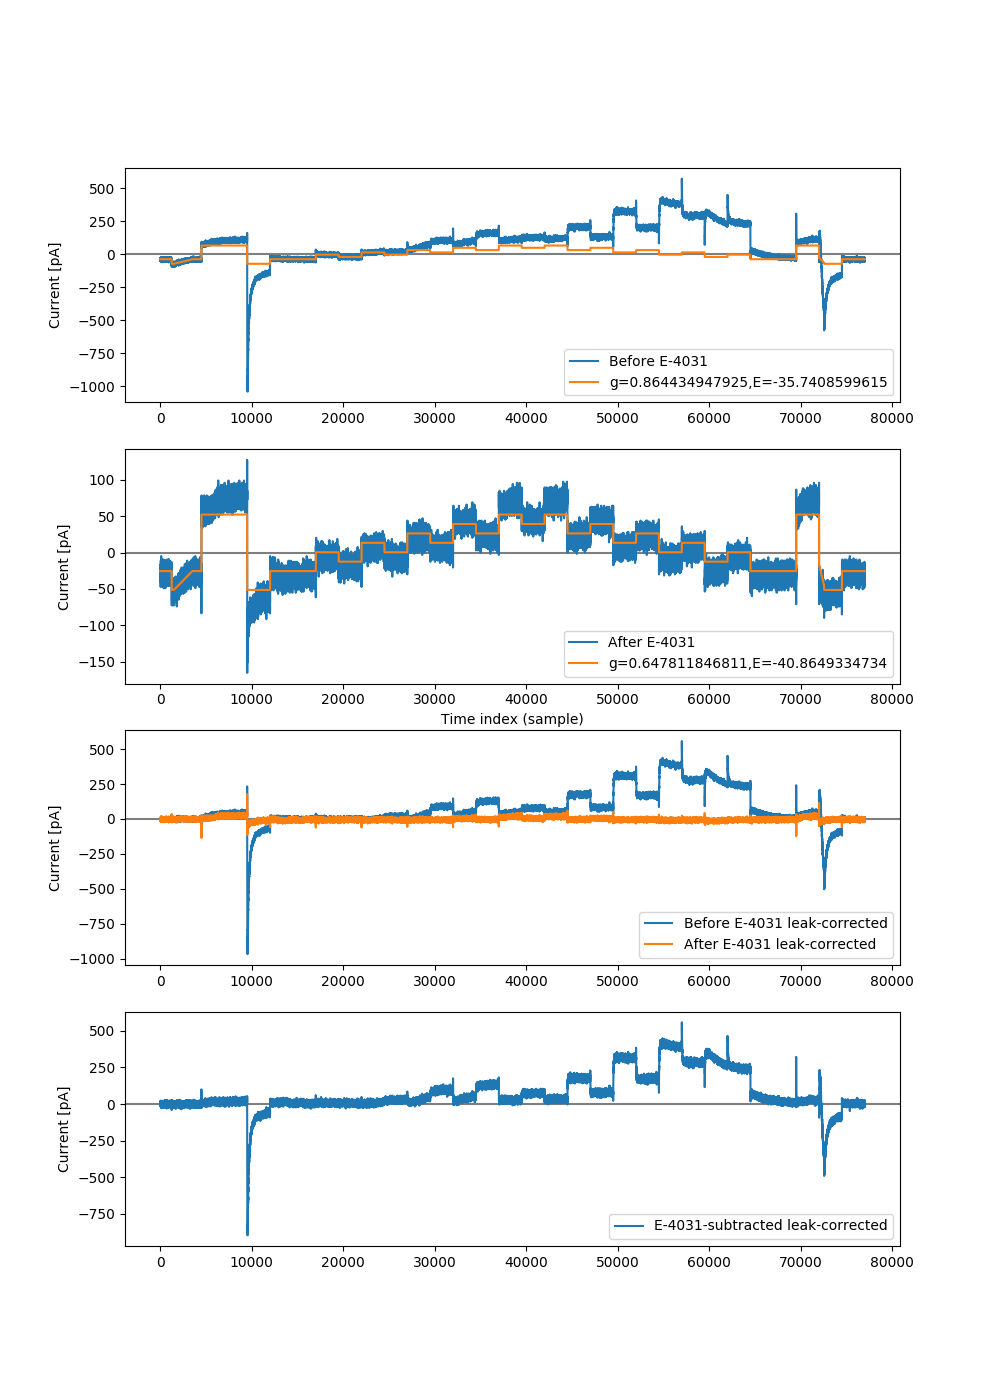 Current [pA]
500
250
0
−250
−500
−750
−1000
Before E-4031
g=0.864434947925,E=-35.7408599615
0 10000 20000 30000 40000 50000 60000 70000 80000
Current [pA]
100
50
0
−50
−100
−150
After E-4031
g=0.647811846811,E=-40.8649334734
0 10000 20000 30000 40000 50000 60000 70000 80000
Time index (sample)
Current [pA]
500
250
0
−250
−500
−750
−1000
Before E-4031 leak-corrected
After E-4031 leak-corrected
0 10000 20000 30000 40000 50000 60000 70000 80000
Current [pA]
500
250
0
−250
−500
−750
E-4031-subtracted leak-corrected
0 10000 20000 30000 40000 50000 60000 70000 80000